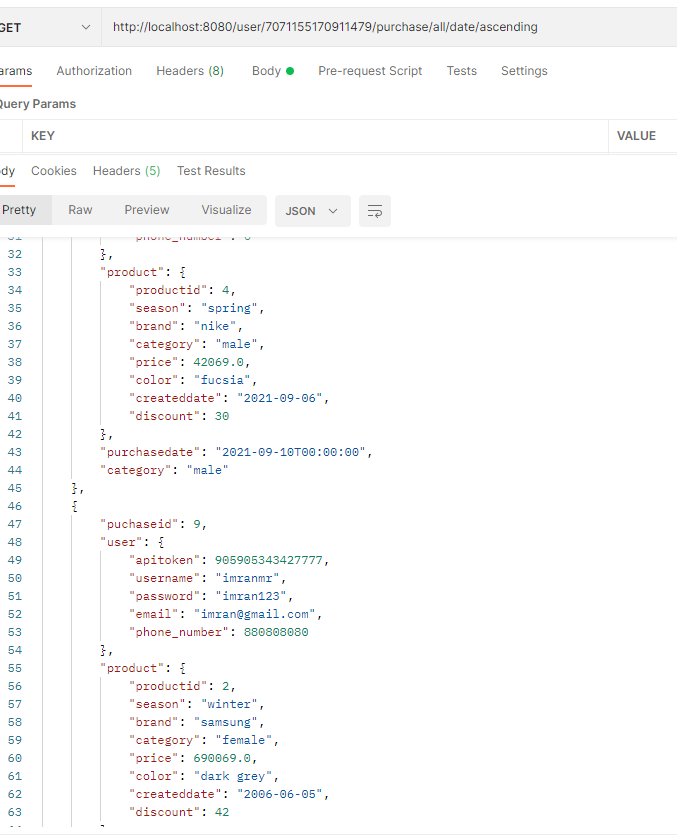 GET http://localhost:8080/user/7071155170911479/purchase/all/date/ascending
arams Authorization Headers (8) Body Pre-request Script Tests Settings
Query Params
KEY VALUE
dy Cookies Headers (5) Test Results
Pretty Raw Preview Visualize JSON
31 "phone_number":
32 },
33 "product": {
34 "productid": 4,
35 "season": "spring",
36 "brand": "nike",
37 "category": "male",
38 "price": 42069.0,
39 "color": "fucsia",
40 "createddate": "2021-09-06",
41 "discount": 30
42 },
43 "purchasedate": "2021-09-10T00:00:00",
44 "category": "male"
45 },
46 {
47 "puchaseid": 9,
48 "user": {
49 "apitoken": 905905343427777,
50 "username": "imranmr",
51 "password": "imran123",
52 "email": "imran@gmail.com",
53 "phone_number": 880808080
54 },
55 "product": {
56 "productid": 2,
57 "season": "winter",
58 "brand": "samsung",
59 "category": "female",
60 "price": 690069.0,
61 "color": "dark grey",
62 "createddate": "2006-06-05",
63 "discount": 42